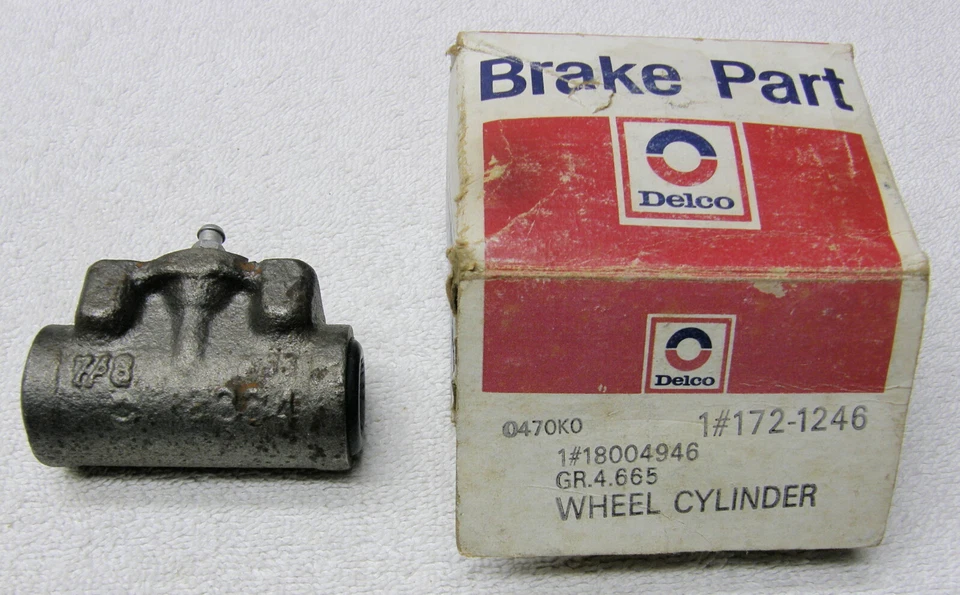 7/8
Brake Part
Delco
Delco
0470K0
1#172-1246
1#18004946
GR.4.665
WHEEL CYLINDER